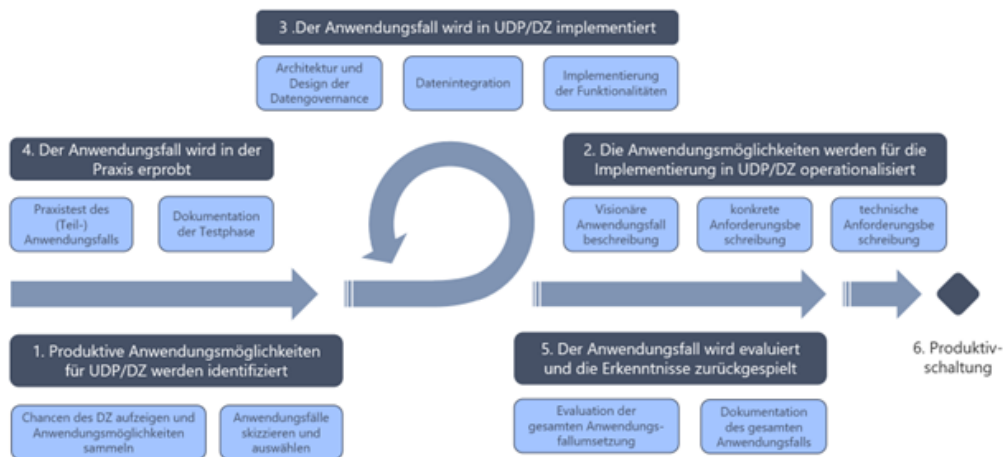 3 .Der Anwendungsfall wird in UDP/DZ implementiert
Architektur und
Design der
Datengovernance
Datenintegration
Implementierung
der Funktionalitäten
4. Der Anwendungsfall wird in der
Praxis erprobt
Praxistest des
(Teil-)
Anwendungsfalls
Dokumentation
der Testphase
2. Die Anwendungsmöglichkeiten werden für die
Implementierung in UDP/DZ operationalisiert
Visionäre
Anwendungsfall
beschreibung
konkrete
Anforderungsbe
schreibung
technische
Anforderungsbe
schreibung
1. Produktive Anwendungsmöglichkeiten
für UDP/DZ werden identifiziert
Chancen des DZ aufzeigen und
Anwendungsmöglichkeiten
sammeln
Anwendungsfälle
skizzieren und
auswählen
5. Der Anwendungsfall wird evaluiert
und die Erkenntnisse zurückgespielt
Evaluation der
gesamten Anwendungs-
fallumsetzung
Dokumentation
des gesamten
Anwendungsfalls
6. Produktiv-
schaltung